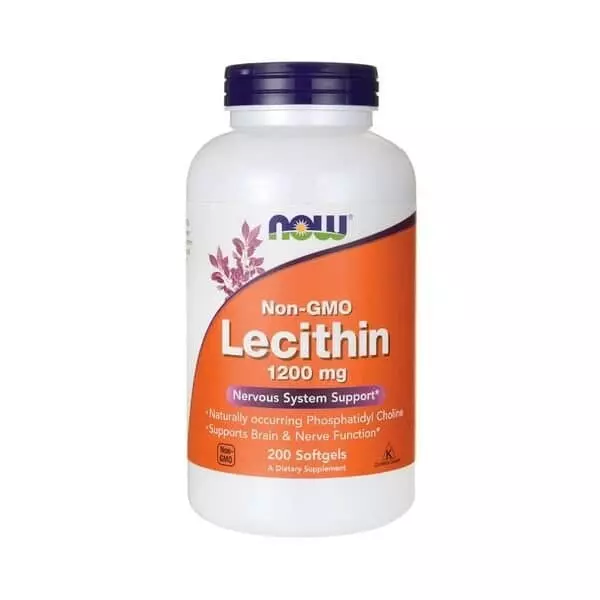 NOW®
Non-GMO
Lecithin
1200 mg
Nervous System Support*
•Naturally occurring Phosphatidyl Choline
•Supports Brain & Nerve Function*
200 Softgels
A Dietary Supplement
Non-
GMO
K